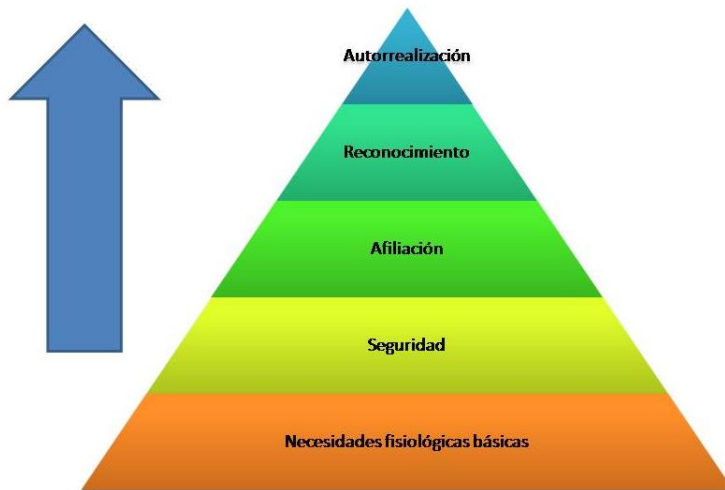 Autorrealización
Reconocimiento
Afiliación
Seguridad
Necesidades fisiológicas básicas